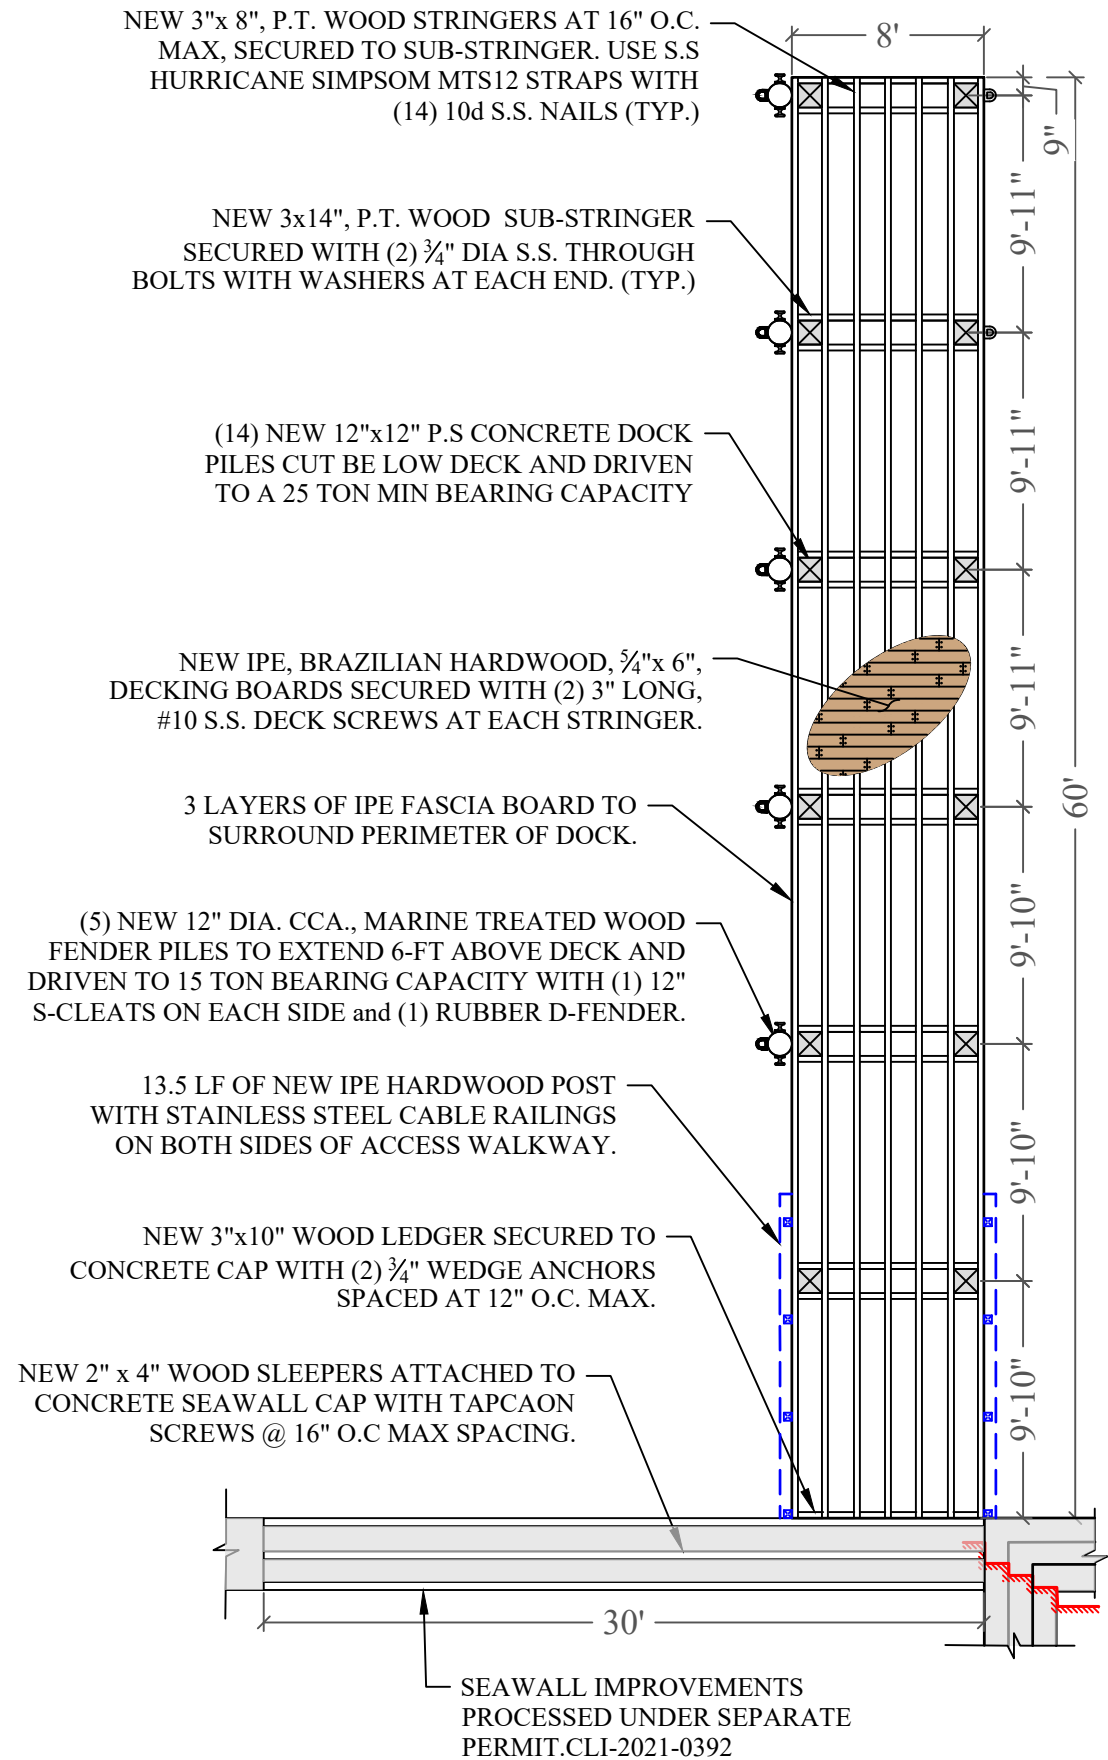 NEW 3"x 8", P.T. WOOD STRINGERS AT 16" O.C.
MAX, SECURED TO SUB-STRINGER. USE S.S
HURRICANE SIMPSOM MTS12 STRAPS WITH
(14) 10d S.S. NAILS (TYP.)
8'
9"
9'-11"
NEW 3x14", P.T. WOOD SUB-STRINGER
SECURED WITH (2) ¾" DIA S.S. THROUGH
BOLTS WITH WASHERS AT EACH END. (TYP.)
9'-11"
(14) NEW 12"x12" P.S CONCRETE DOCK
PILES CUT BE LOW DECK AND DRIVEN
TO A 25 TON MIN BEARING CAPACITY
9'-11"
NEW IPE, BRAZILIAN HARDWOOD, 5⁄4"x 6",
DECKING BOARDS SECURED WITH (2) 3" LONG,
#10 S.S. DECK SCREWS AT EACH STRINGER.
60'
3 LAYERS OF IPE FASCIA BOARD TO
SURROUND PERIMETER OF DOCK.
9'-10"
(5) NEW 12" DIA. CCA., MARINE TREATED WOOD
FENDER PILES TO EXTEND 6-FT ABOVE DECK AND
DRIVEN TO 15 TON BEARING CAPACITY WITH (1) 12"
S-CLEATS ON EACH SIDE and (1) RUBBER D-FENDER.
9'-10"
13.5 LF OF NEW IPE HARDWOOD POST
WITH STAINLESS STEEL CABLE RAILINGS
ON BOTH SIDES OF ACCESS WALKWAY.
NEW 3"x10" WOOD LEDGER SECURED TO
CONCRETE CAP WITH (2) ¾" WEDGE ANCHORS
SPACED AT 12" O.C. MAX.
9'-10"
NEW 2" x 4" WOOD SLEEPERS ATTACHED TO
CONCRETE SEAWALL CAP WITH TAPCAON
SCREWS @ 16" O.C MAX SPACING.
30'
SEAWALL IMPROVEMENTS
PROCESSED UNDER SEPARATE
PERMIT.CLI-2021-0392